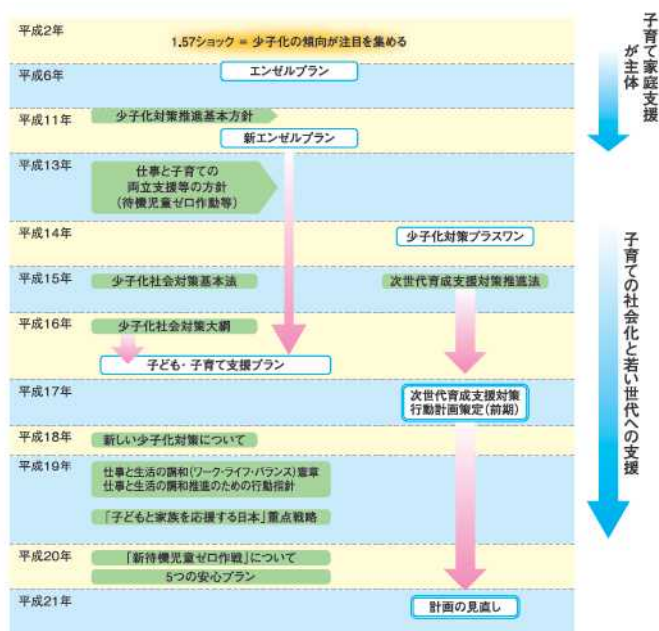 平成2年
1.57ショック = 少子化の傾向が注目を集める
平成6年
エンゼルプラン
平成11年
少子化対策推進基本方針
新エンゼルプラン
平成13年
仕事と子育ての
両立支援等の方針
(待機児童ゼロ作動等)
平成14年
少子化対策プラスワン
平成15年
少子化社会対策基本法
次世代育成支援対策推進法
平成16年
少子化社会対策大綱
子ども・子育て支援プラン
平成17年
次世代育成支援対策
行動計画策定(前期)
平成18年
新しい少子化対策について
平成19年
仕事と生活の調和(ワーク・ライフ・バランス)憲章
仕事と生活の調和推進のための行動指針
「子どもと家族を応援する日本」重点戦略
平成20年
「新待機児童ゼロ作戦」について
5つの安心プラン
平成21年
計画の見直し
子育て家庭支援
が主体
子育ての社会化と若い世代への支援